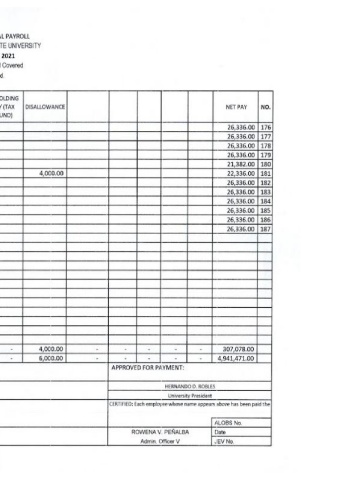 L PAYROLL
TE UNIVERSITY
2021
Covered
d
OLDING
Y (TAX
UND)
DISALLOWANCE NET PAY NO.
26,336.00 176
26,336.00 177
26,336.00 178
26,336.00 179
21,382.00 180
4,000.00 22,336.00 181
26,336.00 182
26,336.00 183
26,336.00 184
26,336.00 185
26,336.00 186
26,336.00 187
- 4,000.00 - - - - - 307,078.00
- 6,000.00 - - - - - 4,941,471.00
APPROVED FOR PAYMENT:
HERNANDO D. ROBLES
University President
CERTIFIED: Each employee whose name appears above has been paid the
ALOBS No.
ROWENA V. PEÑALBA Date
Admin. Officer V JEV No.